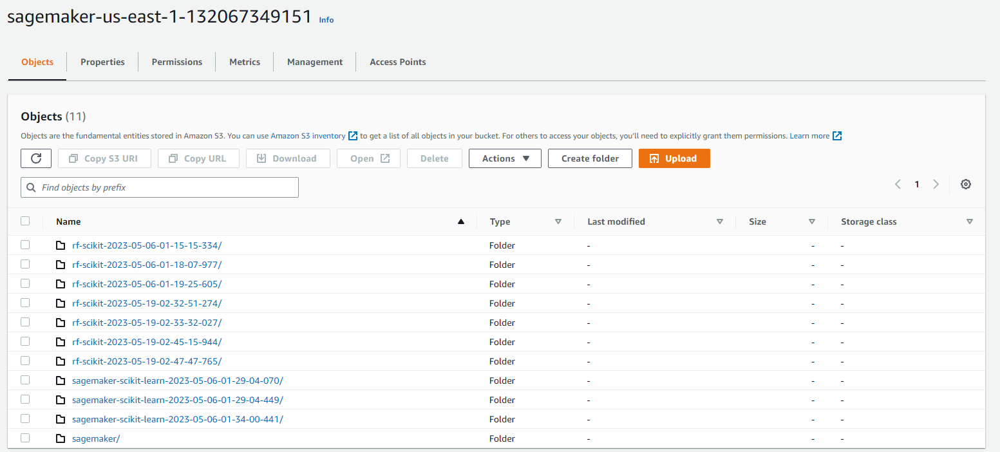 sagemaker-us-east-1-132067349151 Info
Objects Properties Permissions Metrics Management Access Points
Objects (11)
Objects are the fundamental entities stored in Amazon S3. You can use Amazon S3 inventory to get a list of all objects in your bucket. For others to access your objects, you'll need to explicitly grant them permissions. Learn more
Copy S3 URI Copy URL Download Open Delete Actions Create folder Upload
Find objects by prefix 1
Name Type Last modified Size Storage class
rf-scikit-2023-05-06-01-15-15-334/ Folder - - -
rf-scikit-2023-05-06-01-18-07-977/ Folder - - -
rf-scikit-2023-05-06-01-19-25-605/ Folder - - -
rf-scikit-2023-05-19-02-32-51-274/ Folder - - -
rf-scikit-2023-05-19-02-33-32-027/ Folder - - -
rf-scikit-2023-05-19-02-45-15-944/ Folder - - -
rf-scikit-2023-05-19-02-47-47-765/ Folder - - -
sagemaker-scikit-learn-2023-05-06-01-29-04-070/ Folder - - -
sagemaker-scikit-learn-2023-05-06-01-29-04-449/ Folder - - -
sagemaker-scikit-learn-2023-05-06-01-34-00-441/ Folder - - -
sagemaker/ Folder - - -